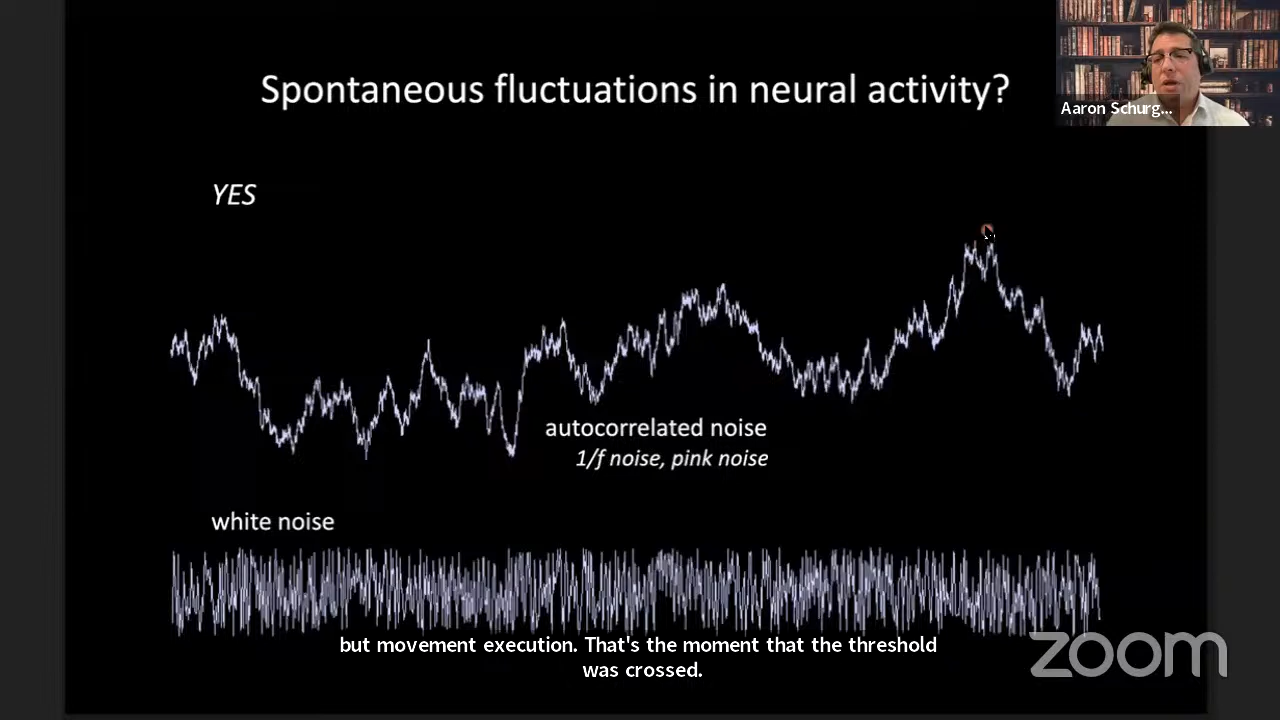 Spontaneous fluctuations in neural activity?
Aaron Schurg...
YES
autocorrelated noise
1/f noise, pink noise
white noise
but movement execution. That's the moment that the threshold
was crossed.
zoom